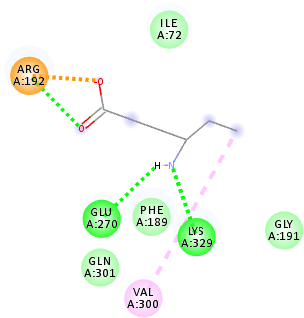 ILE
A:72
ARG
A:192
O
O
H
N
GLU
A:270
PHE
A:189
LYS
A:329
GLY
A:191
GLN
A:301
VAL
A:300